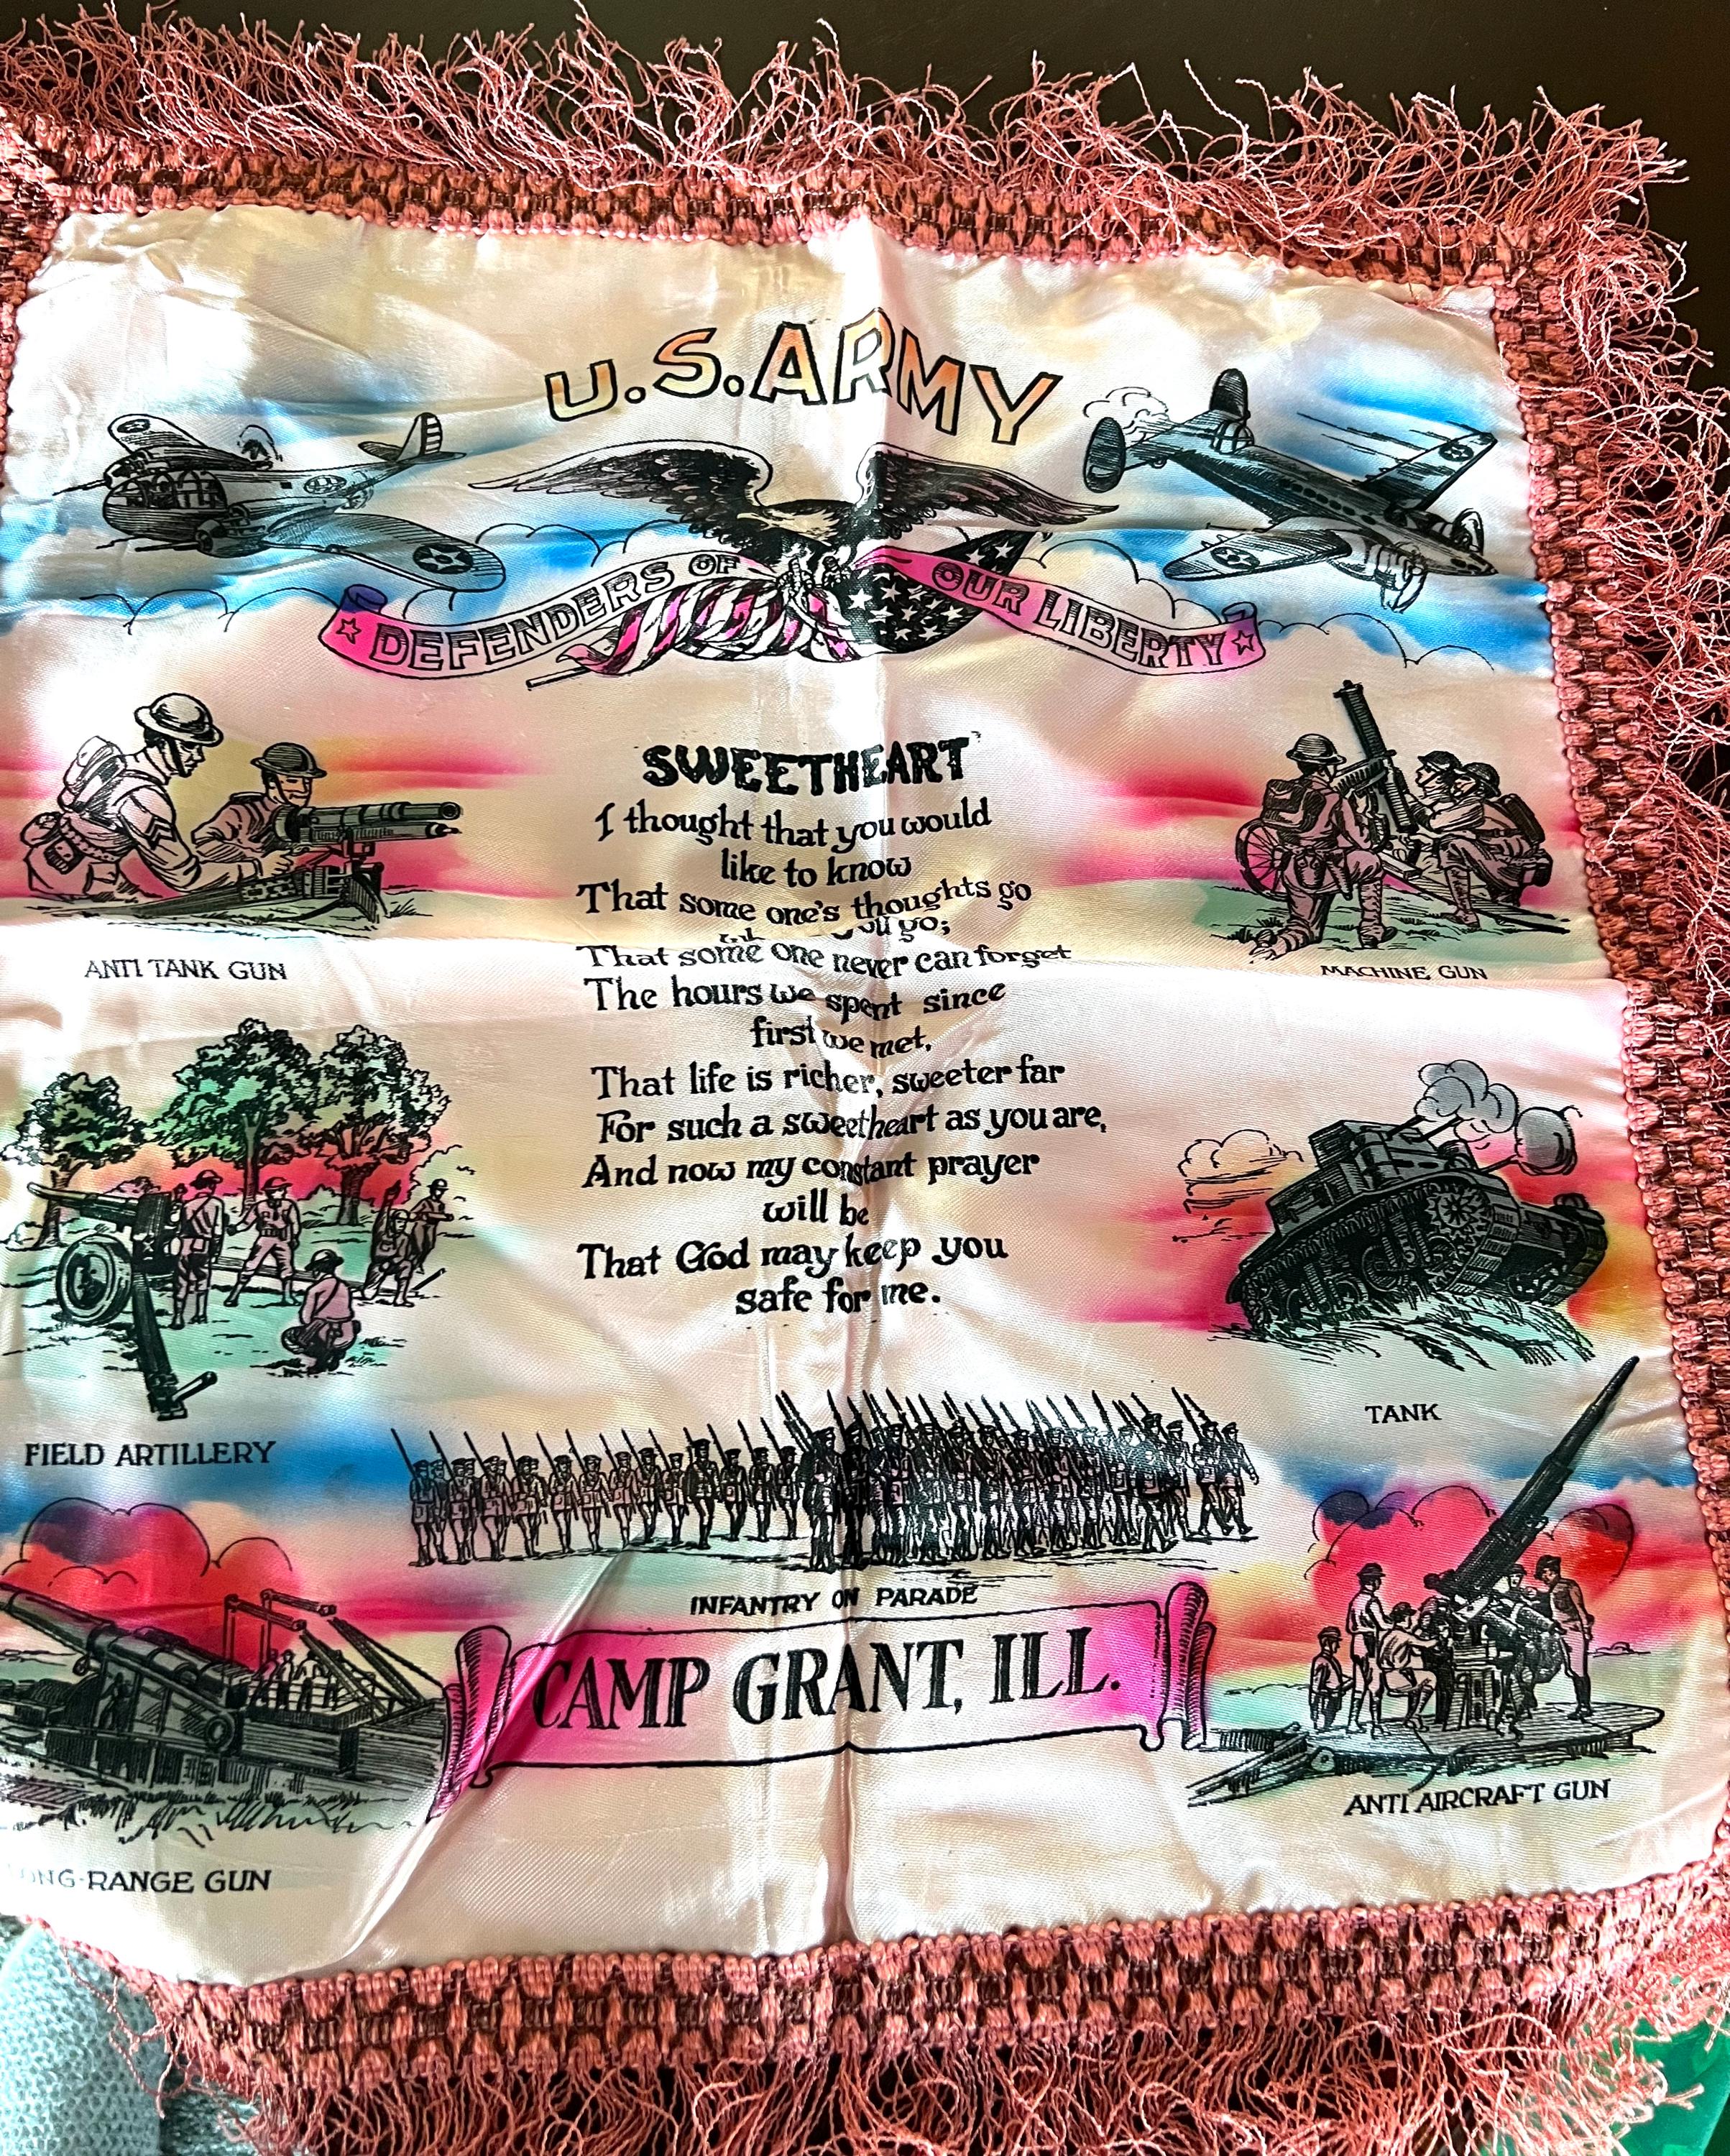 U.S. ARMY
DEFENDERS OF OUR LIBERTY
SWEETHEART
I thought that you would
like to know
That some one's thoughts go
you go;
That some one never can forget
The hours we spent since
first we met,
That life is richer, sweeter far
For such a sweetheart as you are,
And now my constant prayer
will be
That God may keep you
safe for me.
ANTI TANK GUN
MACHINE GUN
FIELD ARTILLERY
TANK
INFANTRY ON PARADE
CAMP GRANT, ILL.
ANTI AIRCRAFT GUN
ONG-RANGE GUN